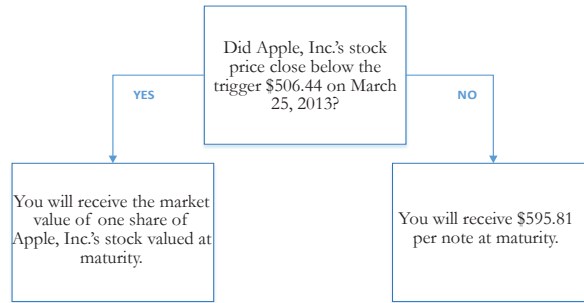 Did Apple, Inc.'s stock
price close below the
trigger $506.44 on March
25, 2013?
YES
NO
You will receive the market
value of one share of
Apple, Inc.'s stock valued at
maturity.
You will receive $595.81
per note at maturity.